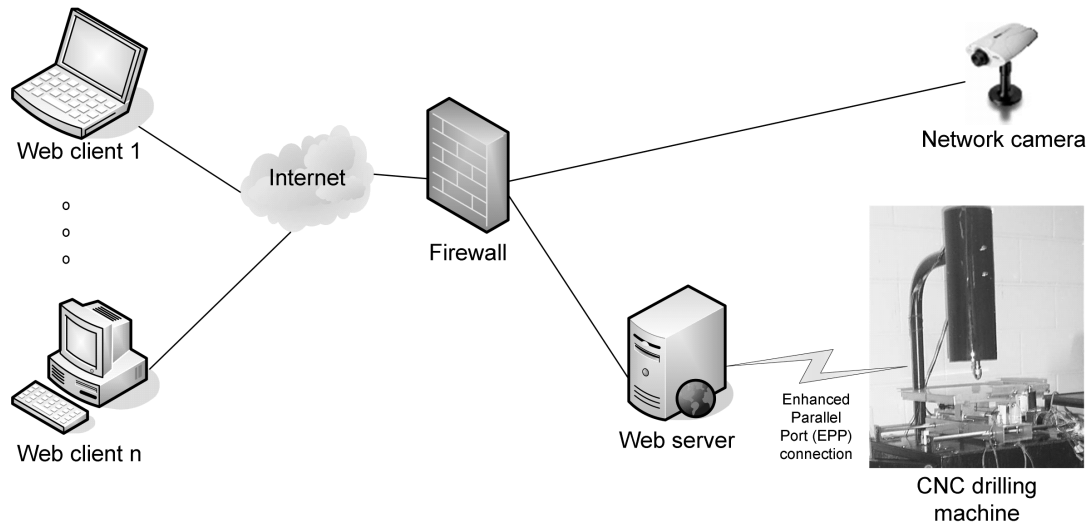 Web client 1
Internet
Firewall
Network camera
Web client n
Web server
Enhanced
Parallel
Port (EPP)
connection
CNC drilling
machine